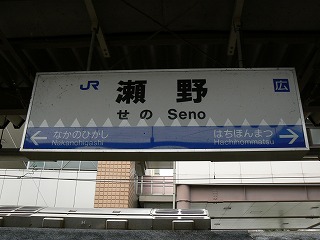 JR 瀬野 広
せの Seno
なかのひがし はちほんまつ
Nakanohigashi Hachihommatsu